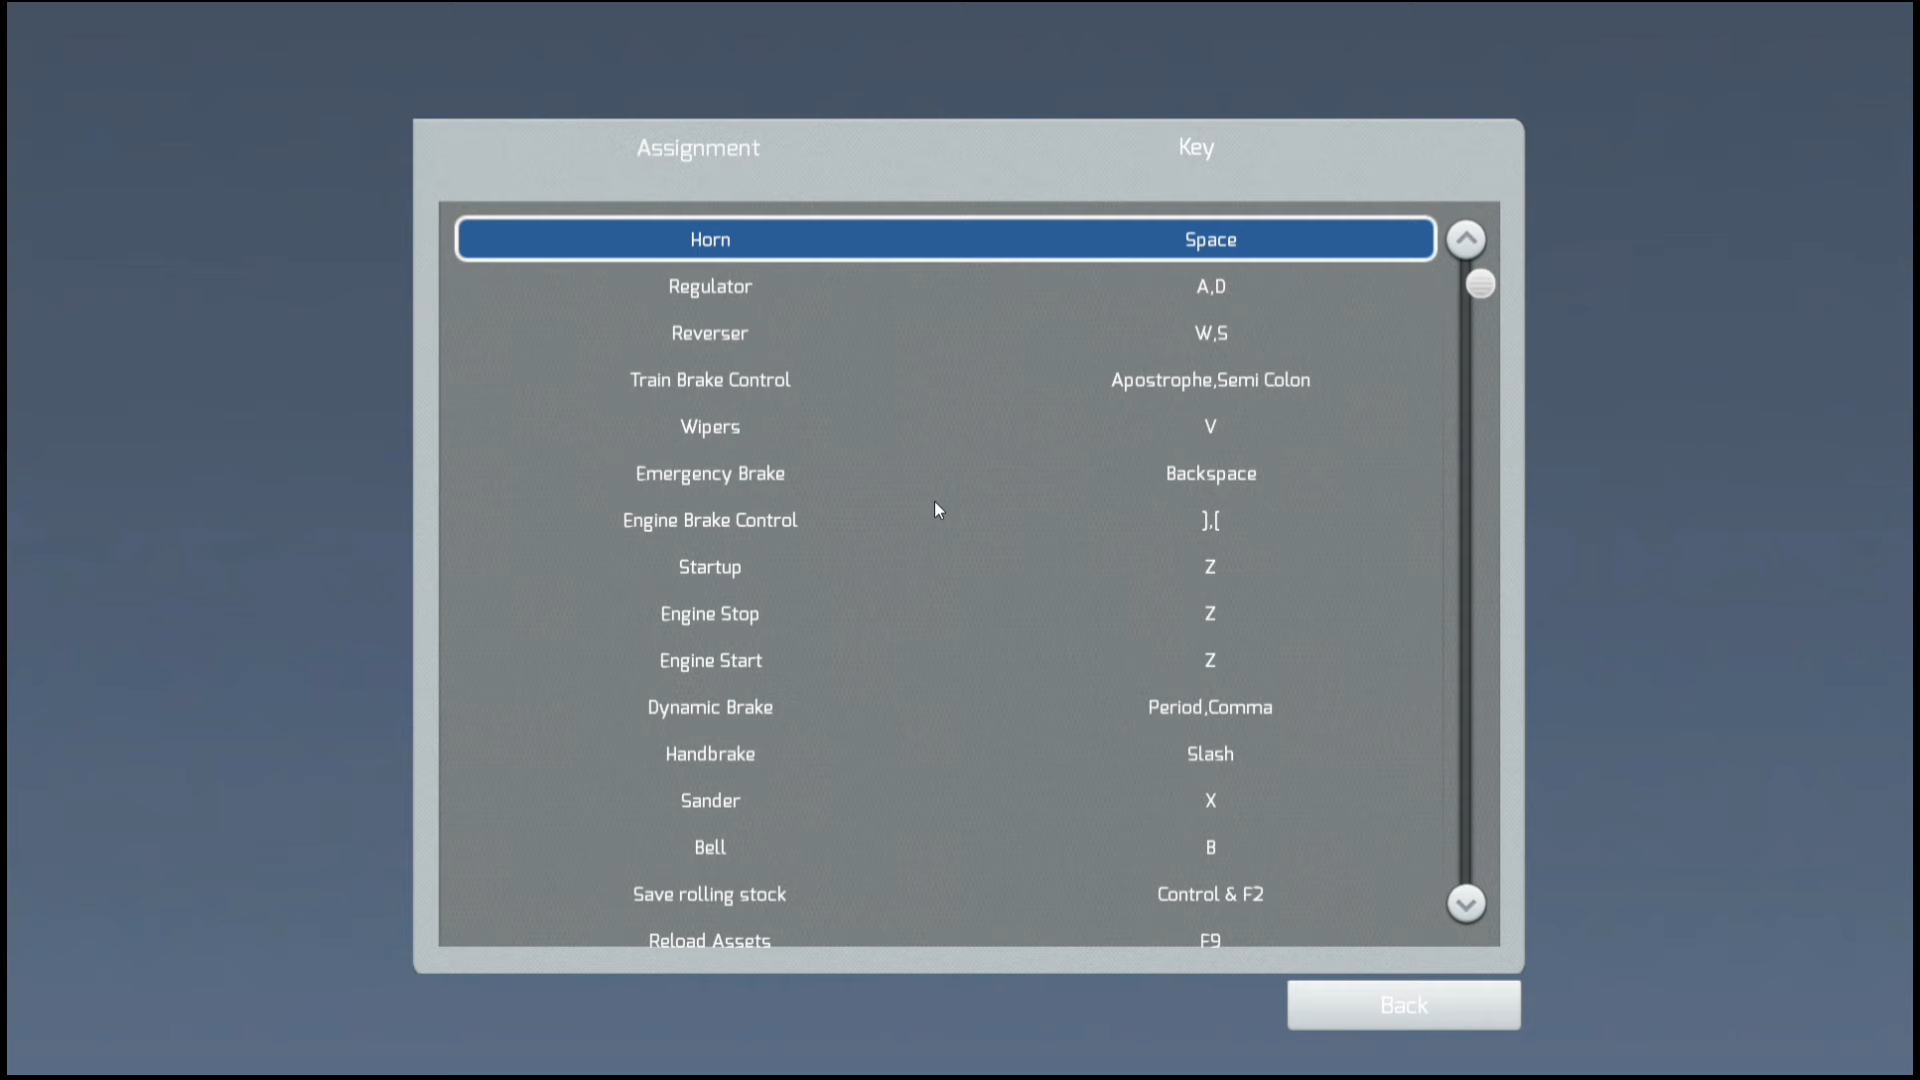 Assignment Key
Horn Space
Regulator A,D
Reverser W,S
Train Brake Control Apostrophe,Semi Colon
Wipers V
Emergency Brake Backspace
Engine Brake Control ],[
Startup Z
Engine Stop Z
Engine Start Z
Dynamic Brake Period,Comma
Handbrake Slash
Sander X
Bell B
Save rolling stock Control & F2
Reload Assets F9
Back